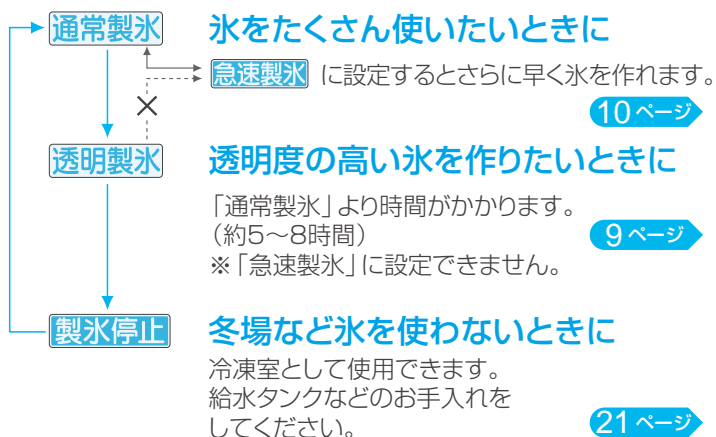 通常製氷 氷をたくさん使いたいときに
急速製氷 に設定するとさらに早く氷を作れます。
10 ページ
透明製氷 透明度の高い氷を作りたいときに
「通常製氷」より時間がかかります。
（約5〜8時間）
9 ページ
※「急速製氷」に設定できません。
製氷停止 冬場など氷を使わないときに
冷凍室として使用できます。
給水タンクなどのお手入れを
してください。
21 ページ